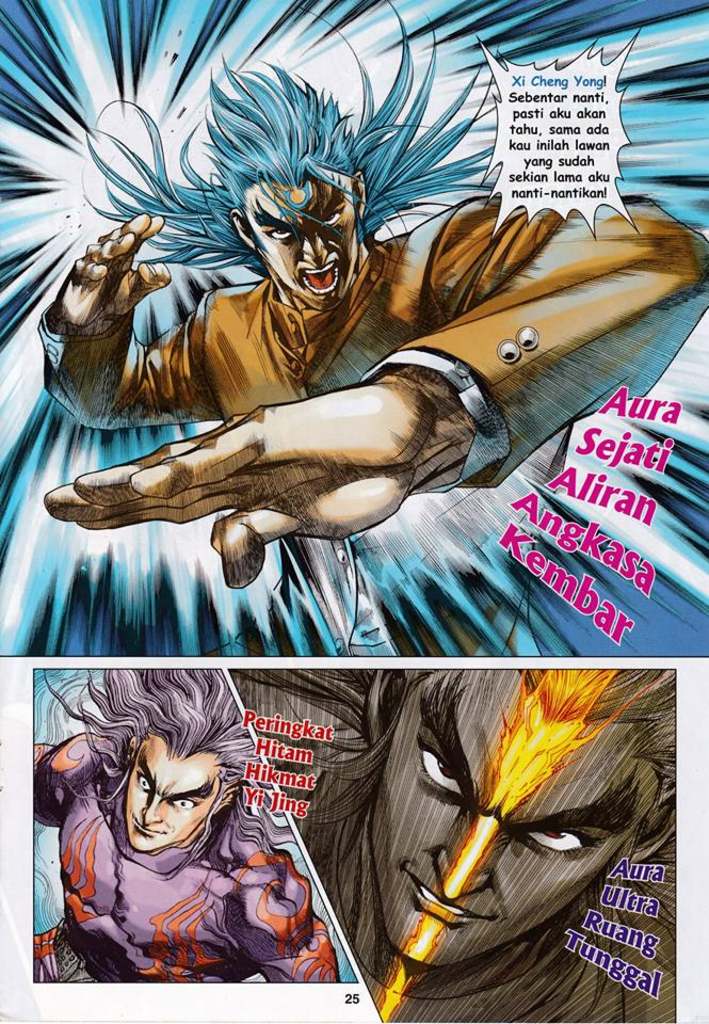 Xi Cheng Yong!
Sebentar nanti,
pasti aku akan
tahu, sama ada
kau inilah lawan
yang sudah
sekian lama aku
nanti-nantikan!
Aura
Sejati
Aliran
Angkasa
Kembar
Peringkat
Hitam
Hikmat
Yi Jing
Aura
Ultra
Ruang
Tunggal
25